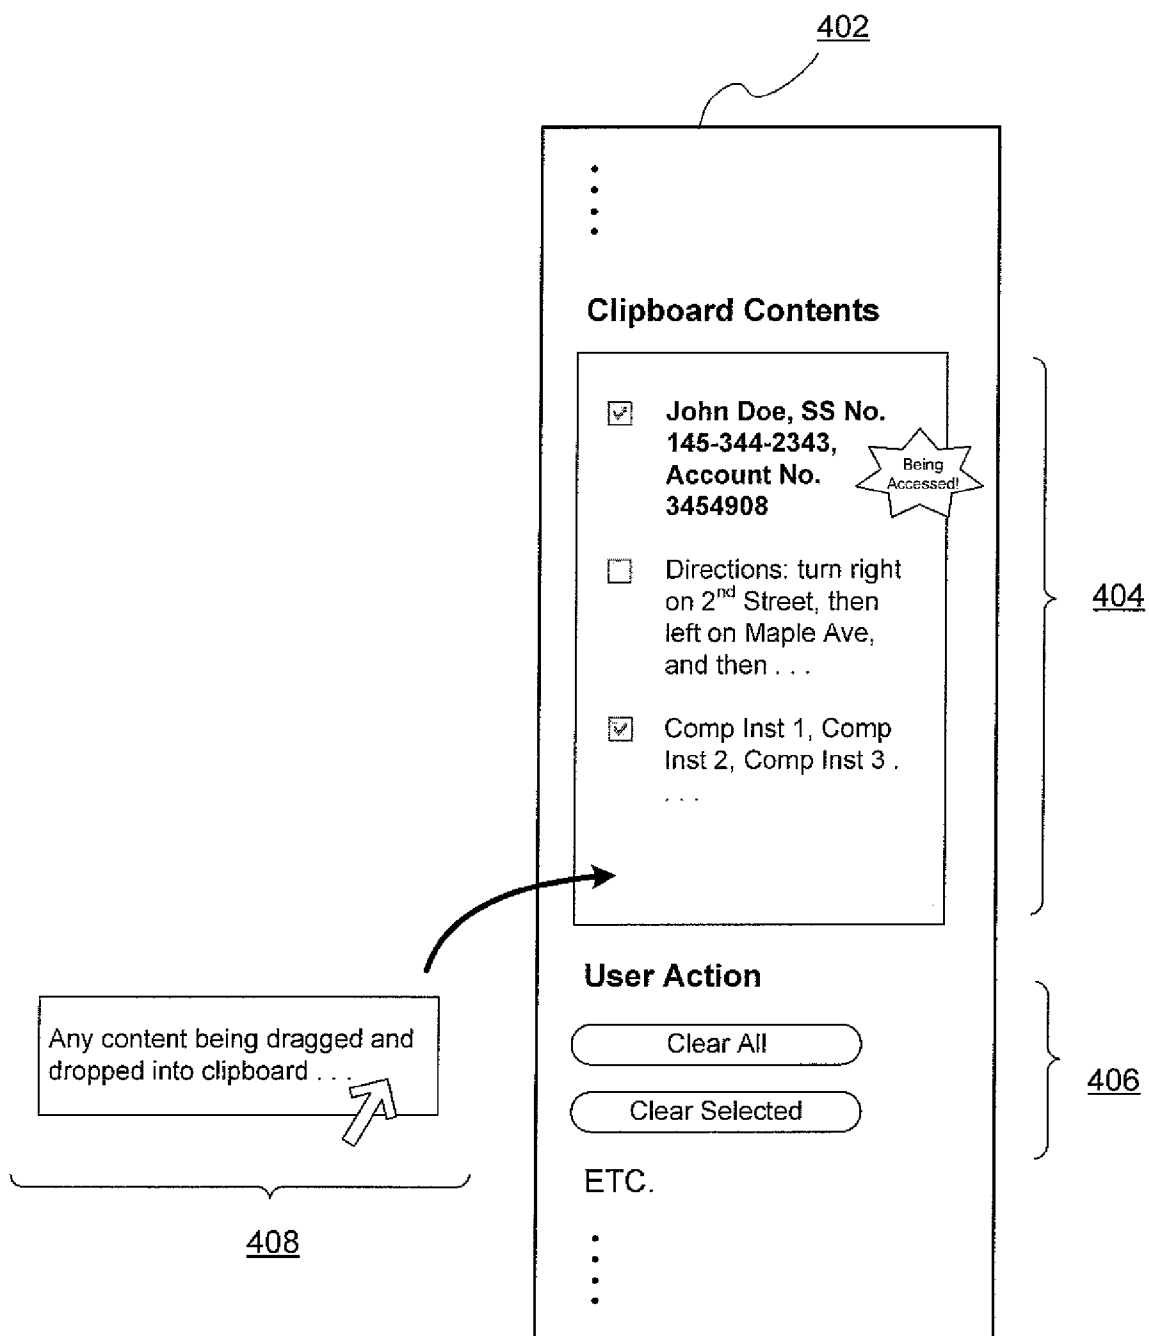 402
Clipboard Contents
John Doe, SS No.
145-344-2343,
Account No.
3454908
Being
Accessed!
Directions: turn right
on 2nd Street, then
left on Maple Ave,
and then . . .
404
Comp Inst 1, Comp
Inst 2, Comp Inst 3 .
. . .
User Action
Any content being dragged and
dropped into clipboard . . .
Clear All
Clear Selected
406
ETC.
408